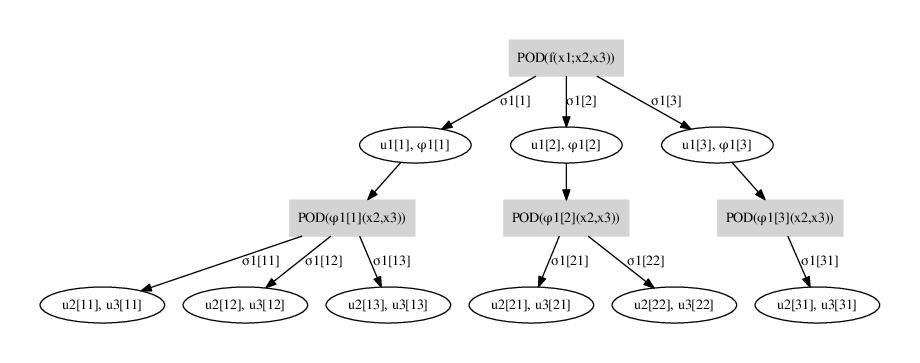 POD(f(x1;x2,x3))
σ1[1]
σ1[2]
σ1[3]
u1[1], φ1[1]
u1[2], φ1[2]
u1[3], φ1[3]
POD(φ1[1](x2,x3))
POD(φ1[2](x2,x3))
POD(φ1[3](x2,x3))
σ1[11]
σ1[12]
σ1[13]
σ1[21]
σ1[22]
σ1[31]
u2[11], u3[11]
u2[12], u3[12]
u2[13], u3[13]
u2[21], u3[21]
u2[22], u3[22]
u2[31], u3[31]